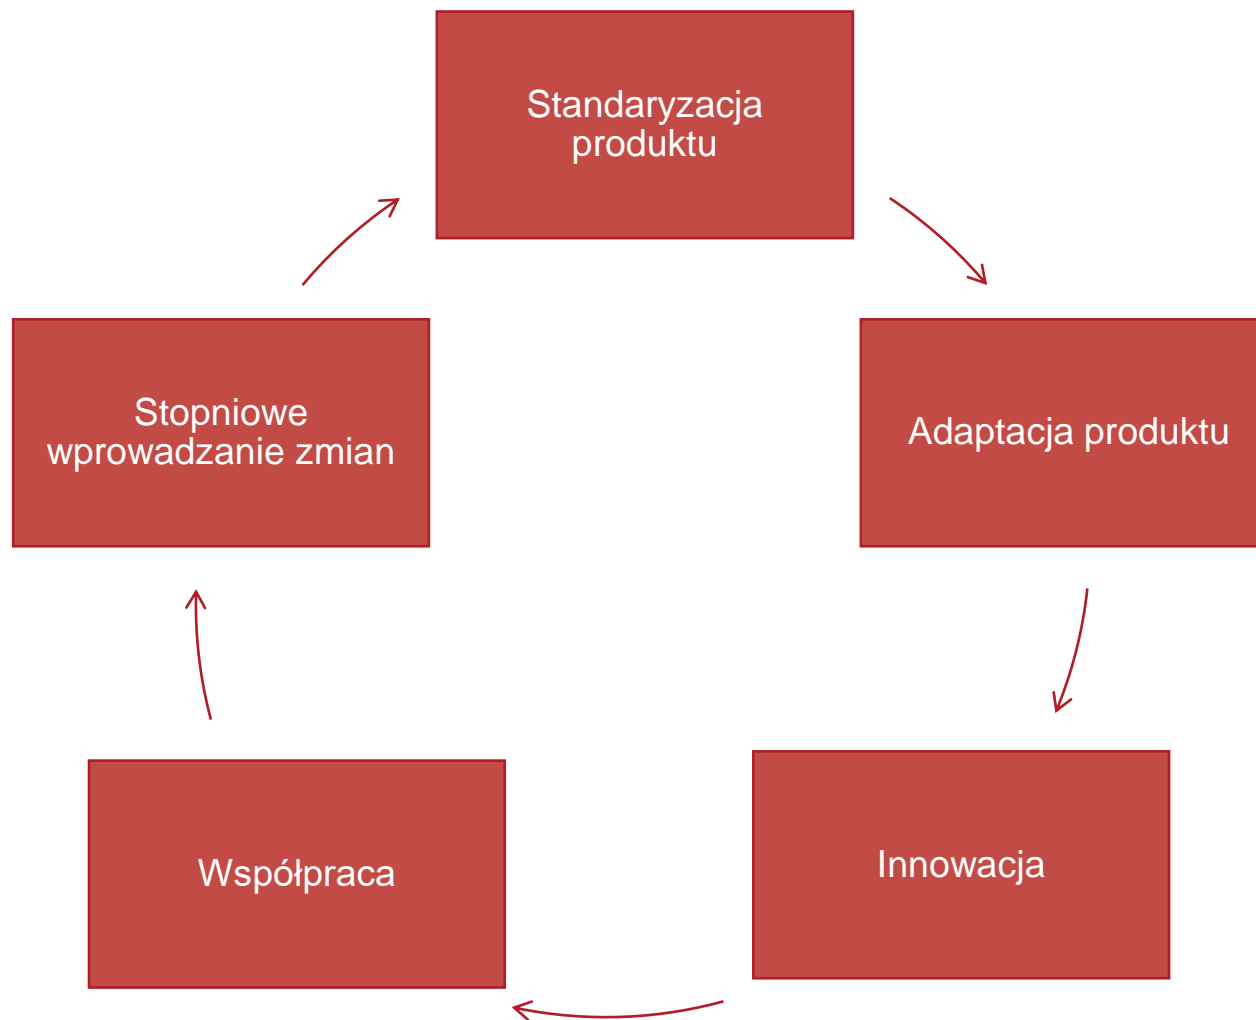 Standaryzacja
produktu
Adaptacja produktu
Innowacja
Współpraca
Stopniowe
wprowadzanie zmian